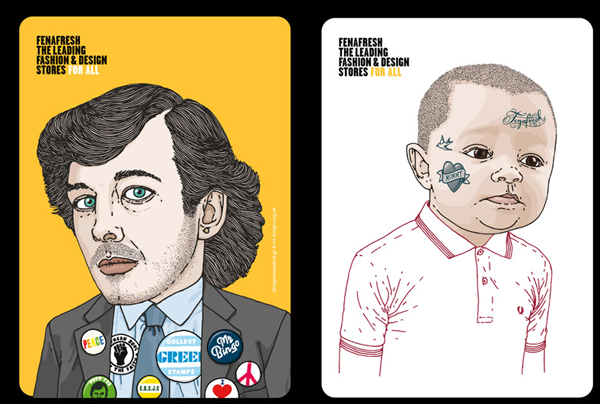 FENAFRESH
THE LEADING
FASHION & DESIGN
STORES FOR ALL
PEACE
COLLECT
GREEN
STAMPS
Mr
Bingo
I
FENAFRESH
THE LEADING
FASHION & DESIGN
STORES FOR ALL
Fenafresh
MUMMY